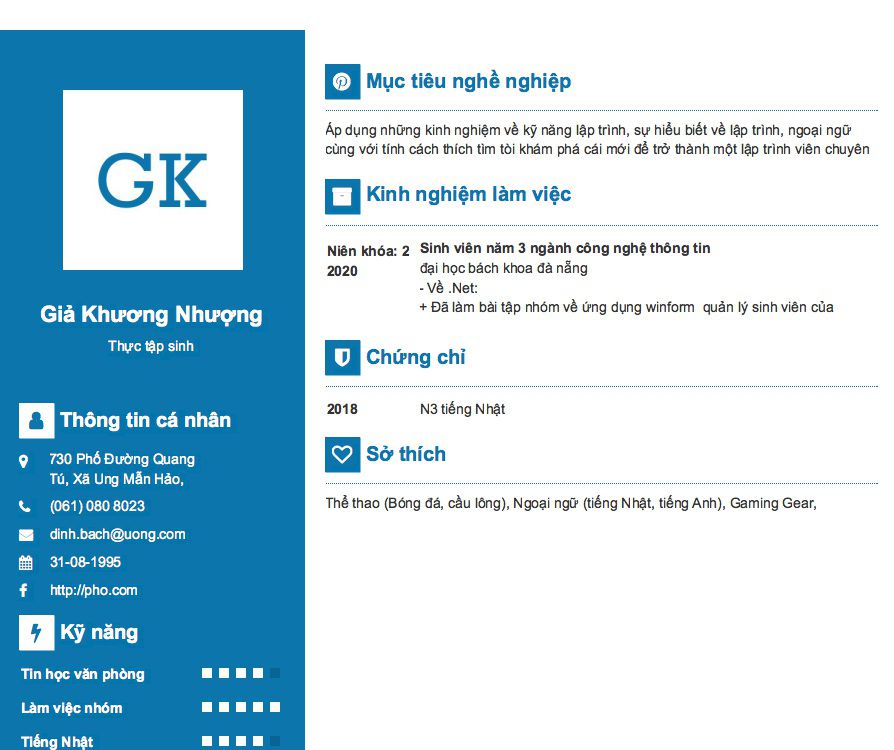 GK
Giả Khương Nhượng
Thực tập sinh
Thông tin cá nhân
730 Phố Đường Quang
Tú, Xã Ung Mẫn Hảo,
(061) 080 8023
dinh.bach@uong.com
31-08-1995
http://pho.com
Kỹ năng
Tin học văn phòng
Làm việc nhóm
Tiếng Nhật
Mục tiêu nghề nghiệp
Áp dụng những kinh nghiệm về kỹ năng lập trình, sự hiểu biết về lập trình, ngoại ngữ
cùng với tính cách thích tìm tòi khám phá cái mới để trở thành một lập trình viên chuyên
Kinh nghiệm làm việc
Niên khóa: 2
2020
Sinh viên năm 3 ngành công nghệ thông tin
đại học bách khoa đà nẵng
- Về .Net:
+ Đã làm bài tập nhóm về ứng dụng winform  quản lý sinh viên của
Chứng chỉ
2018 N3 tiếng Nhật
Sở thích
Thể thao (Bóng đá, cầu lông), Ngoại ngữ (tiếng Nhật, tiếng Anh), Gaming Gear,